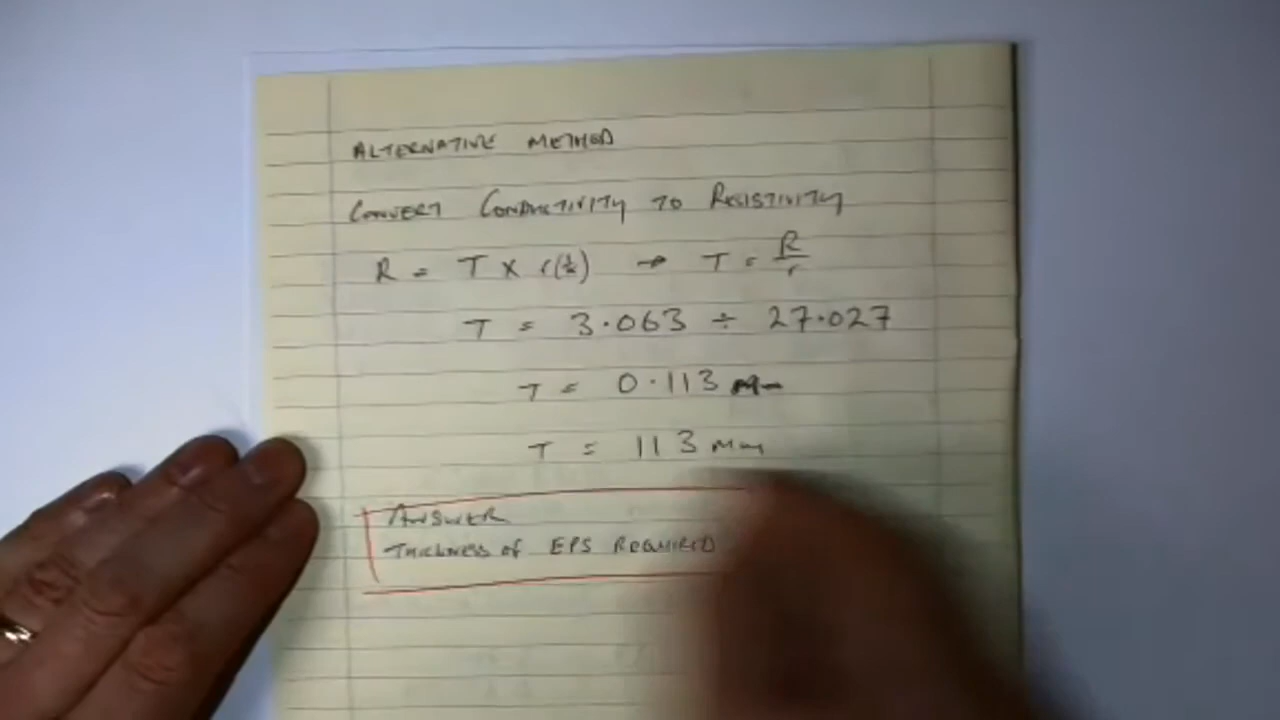 ALTERNATIVE METHOD
CONVERT CONDUCTIVITY TO RESISTIVITY
R = T × r(1/k) → T = R/r
T = 3.063 ÷ 27.027
T = 0.113 m
T = 113 mm
ANSWER
THICKNESS OF EPS REQUIRED